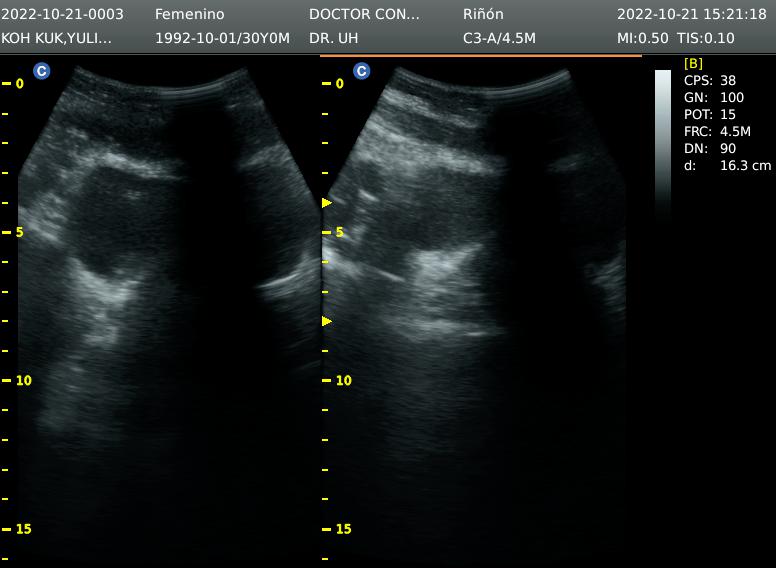 2022-10-21-0003 Femenino DOCTOR CON... Riñón 2022-10-21 15:21:18
KOH KUK,YULI... 1992-10-01/30Y0M DR. UH C3-A/4.5M MI:0.50 TIS:0.10
C C [B]
0 0 CPS: 38
GN: 100
POT: 15
FRC: 4.5M
DN: 90
d: 16.3 cm
5 5
10 10
15 15